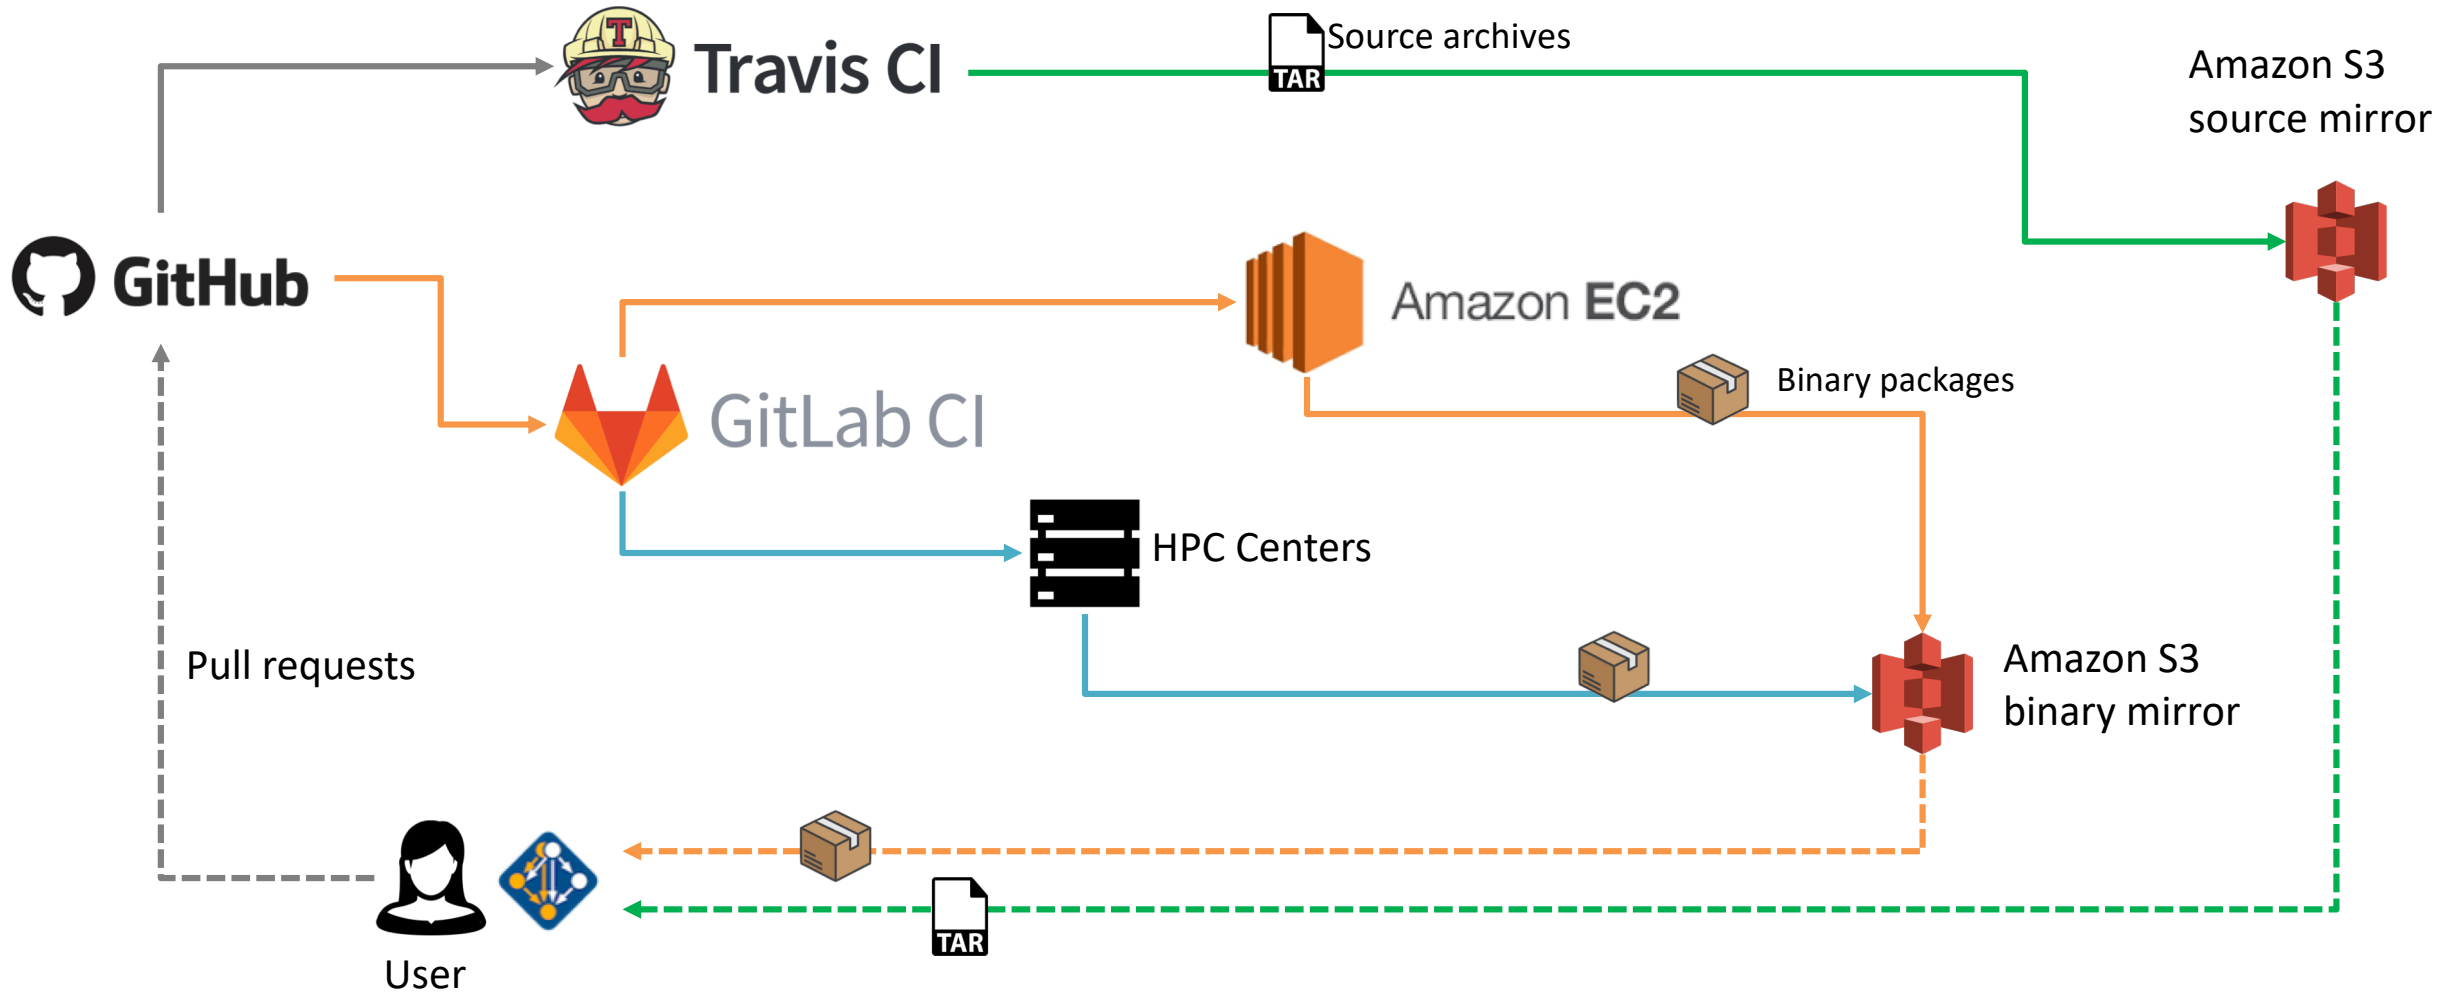 T
Travis CI
TAR
Source archives
Amazon S3
source mirror
GitHub
Amazon EC2
Binary packages
GitLab CI
HPC Centers
Pull requests
Amazon S3
binary mirror
TAR
User